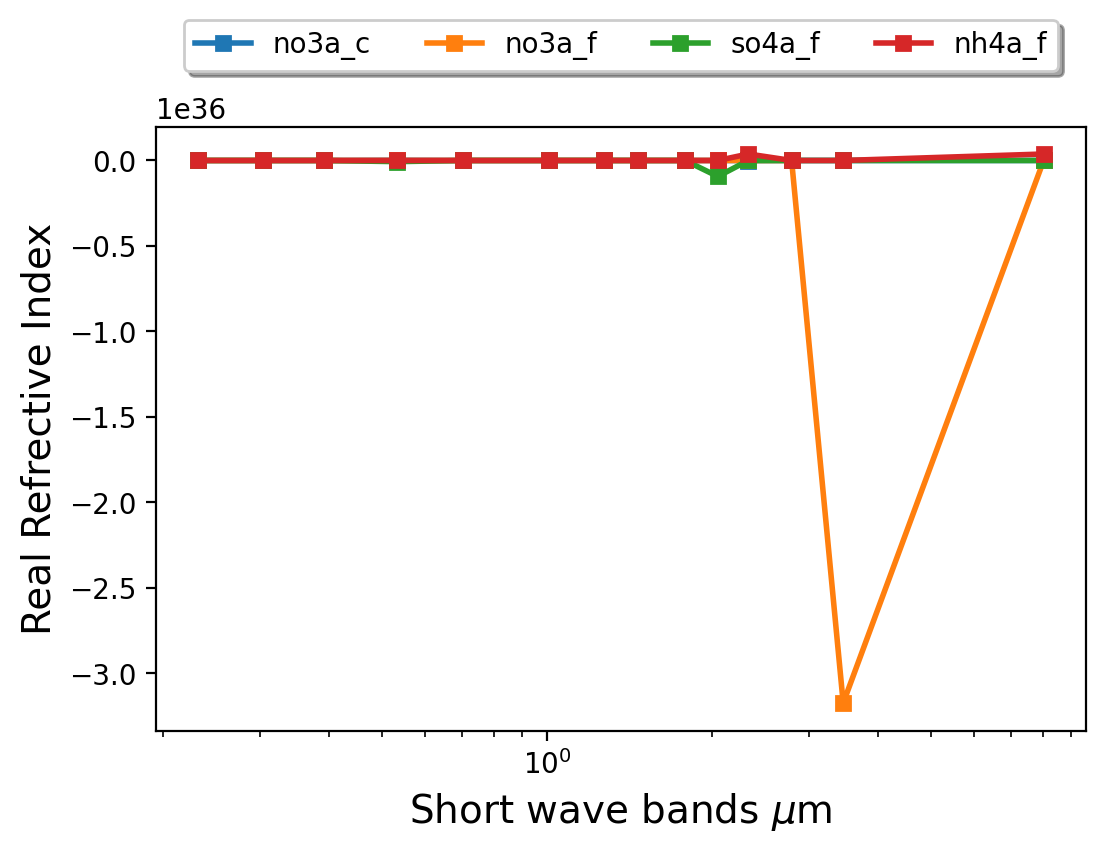 no3a_c no3a_f so4a_f nh4a_f
1e36
0.0
−0.5
−1.0
−1.5
−2.0
−2.5
−3.0
Real Refrective Index
10⁰
Short wave bands μm